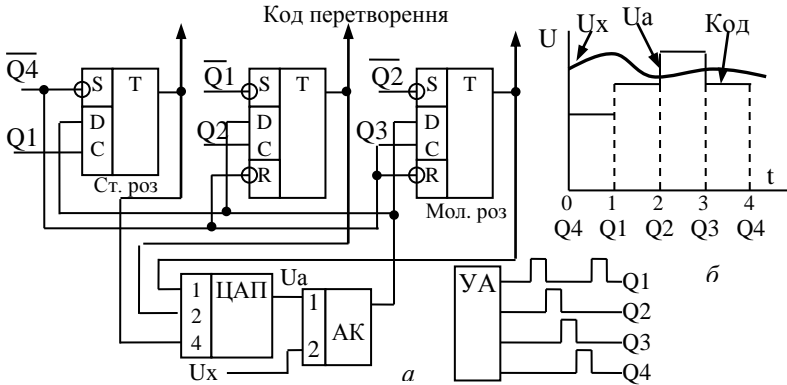 Код перетворення
Q4
S
T
D
C
Q1
Ст. роз
Q1
S
T
Q2
D
C
R
Q2
S
T
Q3
D
C
R
Мол. роз
1
2
4
ЦАП
Ua
1
2
АК
Ux
а
УА
Q1
Q2
Q3
Q4
U
Ux
Ua
Код
t
0 1 2 3 4
Q4 Q1 Q2 Q3 Q4
б